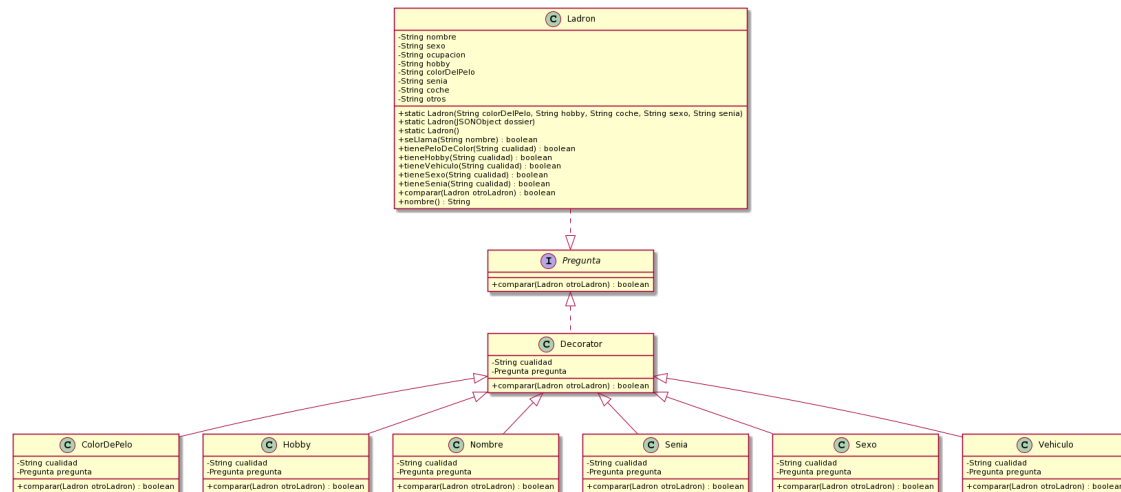 C Ladron
-String nombre
-String sexo
-String ocupacion
-String hobby
-String colorDelPelo
-String senia
-String coche
-String otros
+static Ladron(String colorDelPelo, String hobby, String coche, String sexo, String senia)
+static Ladron(JSONObject dossier)
+static Ladron()
+seLlama(String nombre) : boolean
+tienePeloDeColor(String cualidad) : boolean
+tieneHobby(String cualidad) : boolean
+tieneVehiculo(String cualidad) : boolean
+tieneSexo(String cualidad) : boolean
+tieneSenia(String cualidad) : boolean
+comparar(Ladron otroLadron) : boolean
+nombre() : String
I Pregunta
+comparar(Ladron otroLadron) : boolean
C Decorator
-String cualidad
-Pregunta pregunta
+comparar(Ladron otroLadron) : boolean
C ColorDePelo
-String cualidad
-Pregunta pregunta
+comparar(Ladron otroLadron) : boolean
C Hobby
-String cualidad
-Pregunta pregunta
+comparar(Ladron otroLadron) : boolean
C Nombre
-String cualidad
-Pregunta pregunta
+comparar(Ladron otroLadron) : boolean
C Senia
-String cualidad
-Pregunta pregunta
+comparar(Ladron otroLadron) : boolean
C Sexo
-String cualidad
-Pregunta pregunta
+comparar(Ladron otroLadron) : boolean
C Vehiculo
-String cualidad
-Pregunta pregunta
+comparar(Ladron otroLadron) : boolean